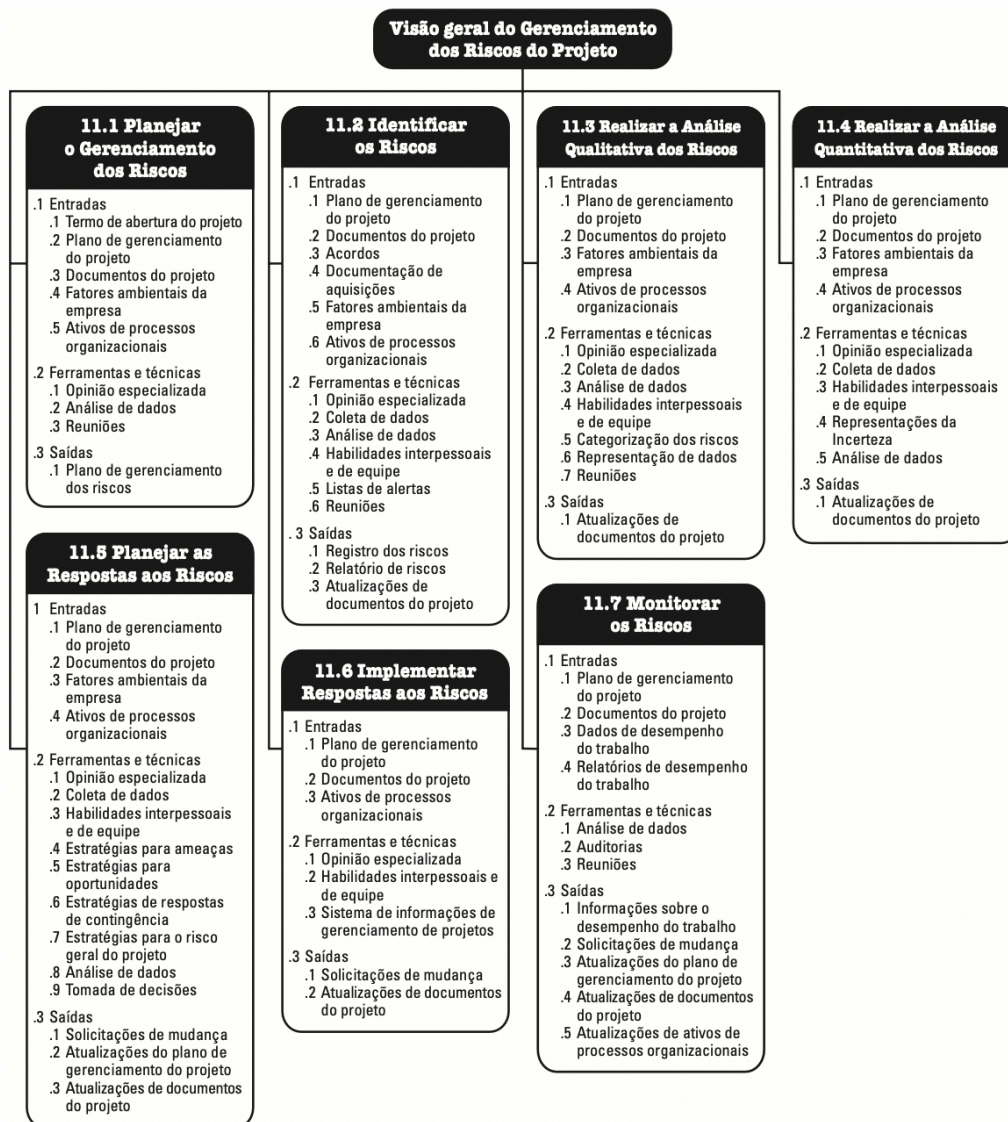 Visão geral do Gerenciamento
dos Riscos do Projeto
11.1 Planejar
o Gerenciamento
dos Riscos
.1 Entradas
.1 Termo de abertura do projeto
.2 Plano de gerenciamento
do projeto
.3 Documentos do projeto
.4 Fatores ambientais da
empresa
.5 Ativos de processos
organizacionais
.2 Ferramentas e técnicas
.1 Opinião especializada
.2 Análise de dados
.3 Reuniões
.3 Saídas
.1 Plano de gerenciamento
dos riscos
11.2 Identificar
os Riscos
.1 Entradas
.1 Plano de gerenciamento
do projeto
.2 Documentos do projeto
.3 Acordos
.4 Documentação de
aquisições
.5 Fatores ambientais da
empresa
.6 Ativos de processos
organizacionais
.2 Ferramentas e técnicas
.1 Opinião especializada
.2 Coleta de dados
.3 Análise de dados
.4 Habilidades interpessoais
e de equipe
.5 Listas de alertas
.6 Reuniões
. 3 Saídas
.1 Registro dos riscos
.2 Relatório de riscos
.3 Atualizações de
documentos do projeto
11.3 Realizar a Análise
Qualitativa dos Riscos
.1 Entradas
.1 Plano de gerenciamento
do projeto
.2 Documentos do projeto
.3 Fatores ambientais da
empresa
.4 Ativos de processos
organizacionais
.2 Ferramentas e técnicas
.1 Opinião especializada
.2 Coleta de dados
.3 Análise de dados
.4 Habilidades interpessoais
e de equipe
.5 Categorização dos riscos
.6 Representação de dados
.7 Reuniões
.3 Saídas
.1 Atualizações de
documentos do projeto
11.4 Realizar a Análise
Quantitativa dos Riscos
.1 Entradas
.1 Plano de gerenciamento
do projeto
.2 Documentos do projeto
.3 Fatores ambientais da
empresa
.4 Ativos de processos
organizacionais
.2 Ferramentas e técnicas
.1 Opinião especializada
.2 Coleta de dados
.3 Habilidades interpessoais
e de equipe
.4 Representações da
Incerteza
.5 Análise de dados
.3 Saídas
.1 Atualizações de
documentos do projeto
11.5 Planejar as
Respostas aos Riscos
1 Entradas
.1 Plano de gerenciamento
do projeto
.2 Documentos do projeto
.3 Fatores ambientais da
empresa
.4 Ativos de processos
organizacionais
.2 Ferramentas e técnicas
.1 Opinião especializada
.2 Coleta de dados
.3 Habilidades interpessoais
e de equipe
.4 Estratégias para ameaças
.5 Estratégias para
oportunidades
.6 Estratégias de respostas
de contingência
.7 Estratégias para o risco
geral do projeto
.8 Análise de dados
.9 Tomada de decisões
.3 Saídas
.1 Solicitações de mudança
.2 Atualizações do plano de
gerenciamento do projeto
.3 Atualizações de documentos
do projeto
11.6 Implementar
Respostas aos Riscos
.1 Entradas
.1 Plano de gerenciamento
do projeto
.2 Documentos do projeto
.3 Ativos de processos
organizacionais
.2 Ferramentas e técnicas
.1 Opinião especializada
.2 Habilidades interpessoais e
de equipe
.3 Sistema de informações de
gerenciamento de projetos
.3 Saídas
.1 Solicitações de mudança
.2 Atualizações de documentos
do projeto
11.7 Monitorar
os Riscos
.1 Entradas
.1 Plano de gerenciamento
do projeto
.2 Documentos do projeto
.3 Dados de desempenho
do trabalho
.4 Relatórios de desempenho
do trabalho
.2 Ferramentas e técnicas
.1 Análise de dados
.2 Auditorias
.3 Reuniões
.3 Saídas
.1 Informações sobre o
desempenho do trabalho
.2 Solicitações de mudança
.3 Atualizações do plano de
gerenciamento do projeto
.4 Atualizações de documentos
do projeto
.5 Atualizações de ativos de
processos organizacionais